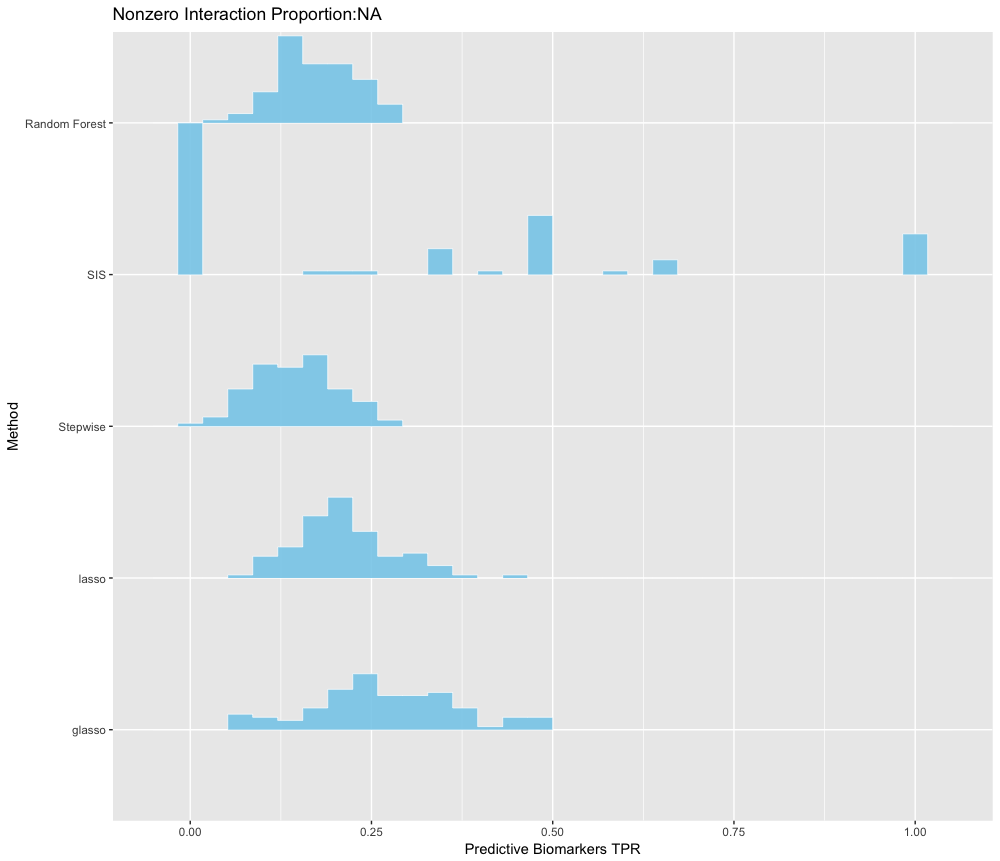 Nonzero Interaction Proportion:NA
Random Forest
SIS
Stepwise
lasso
glasso
Method
0.00 0.25 0.50 0.75 1.00
Predictive Biomarkers TPR